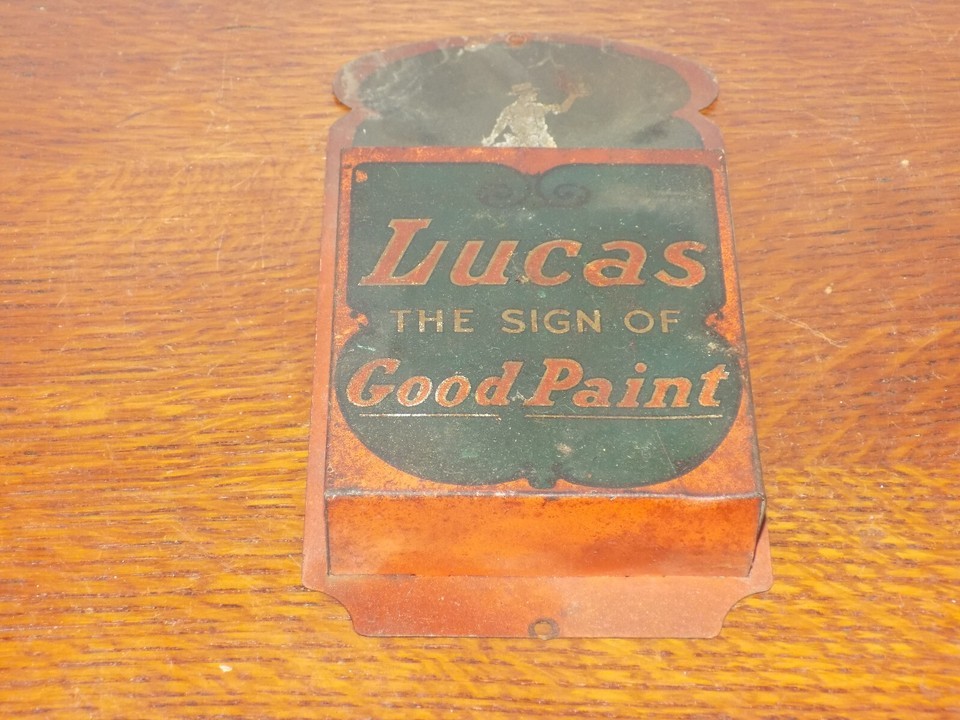 Lucas
THE SIGN OF
Good Paint